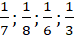 1/7 ; 1/8 ; 1/6 ; 1/3